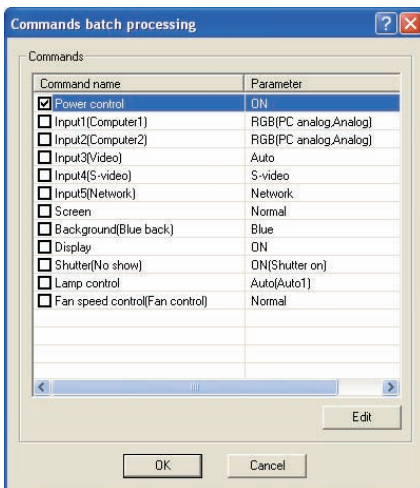 Commands batch processing
Commands
Command name Parameter
Power control ON
Input1(Computer1) RGB(PC analog,Analog)
Input2(Computer2) RGB(PC analog,Analog)
Input3(Video) Auto
Input4(S-video) S-video
Input5(Network) Network
Screen Normal
Background(Blue back) Blue
Display ON
Shutter(No show) ON(Shutter on)
Lamp control Auto(Auto1)
Fan speed control(Fan control) Normal
Edit
OK Cancel